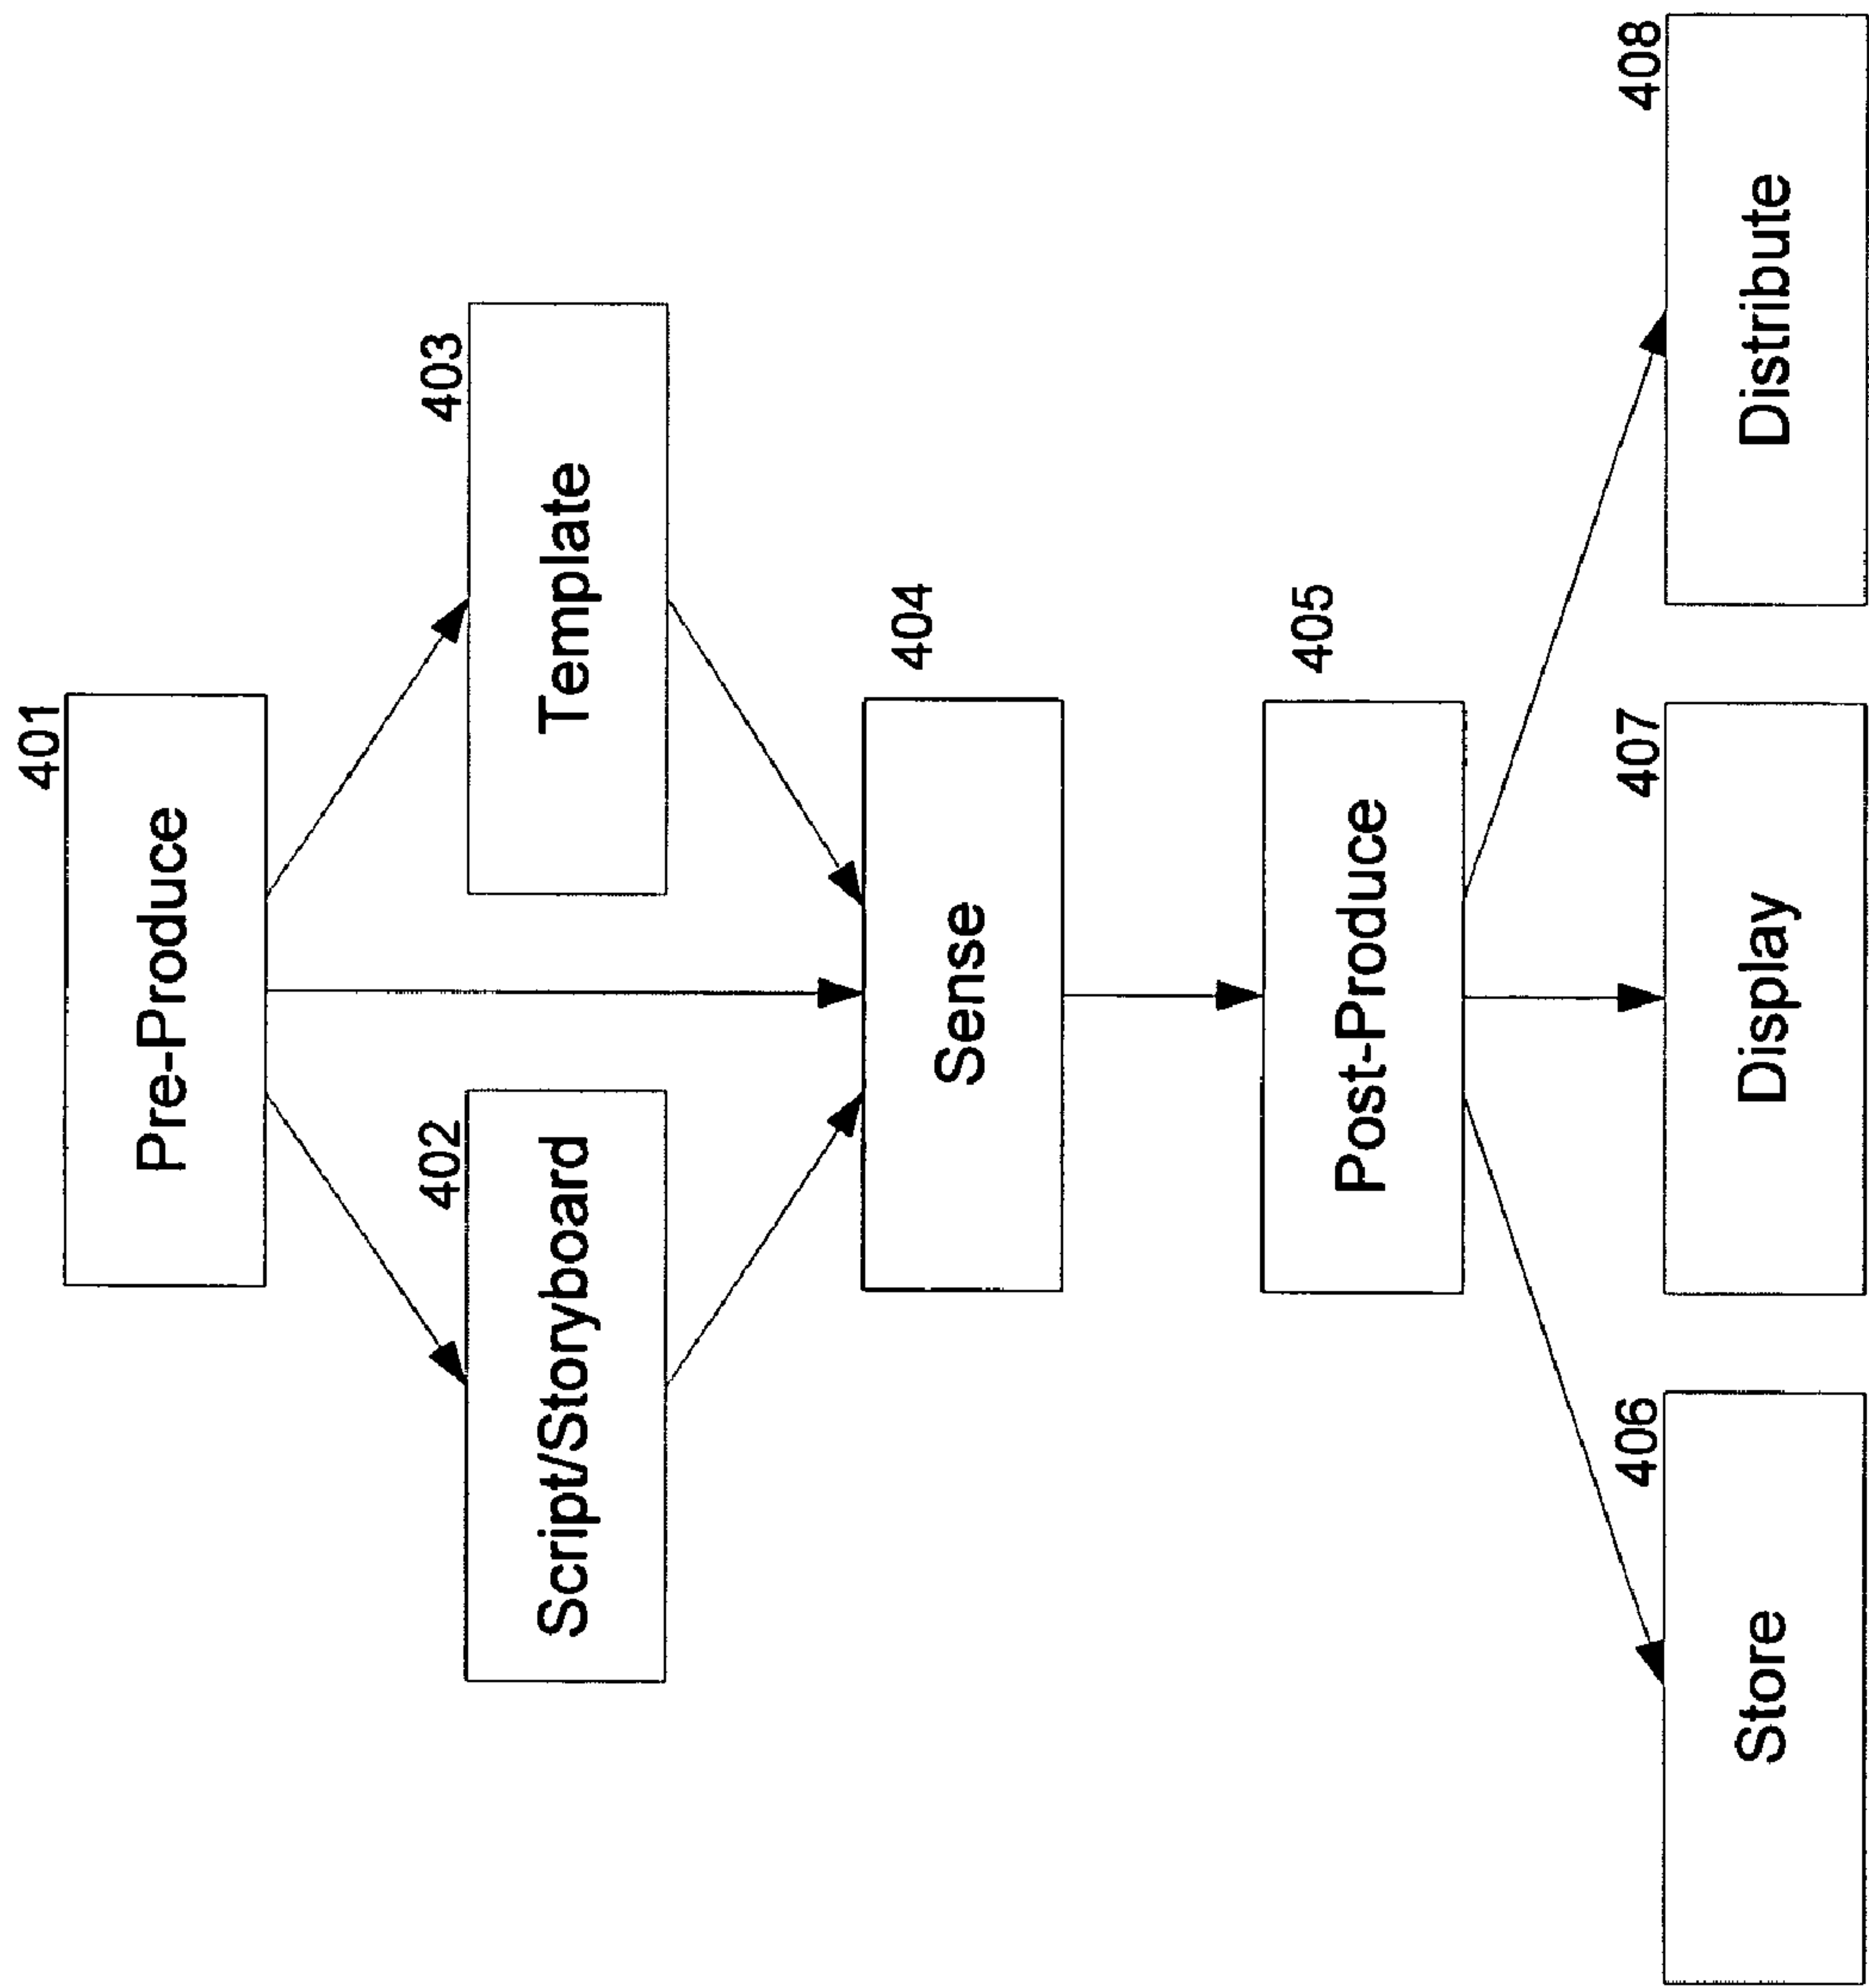 401
Pre-Produce
402
Script/Storyboard
403
Template
404
Sense
405
Post-Produce
406
Store
407
Display
408
Distribute